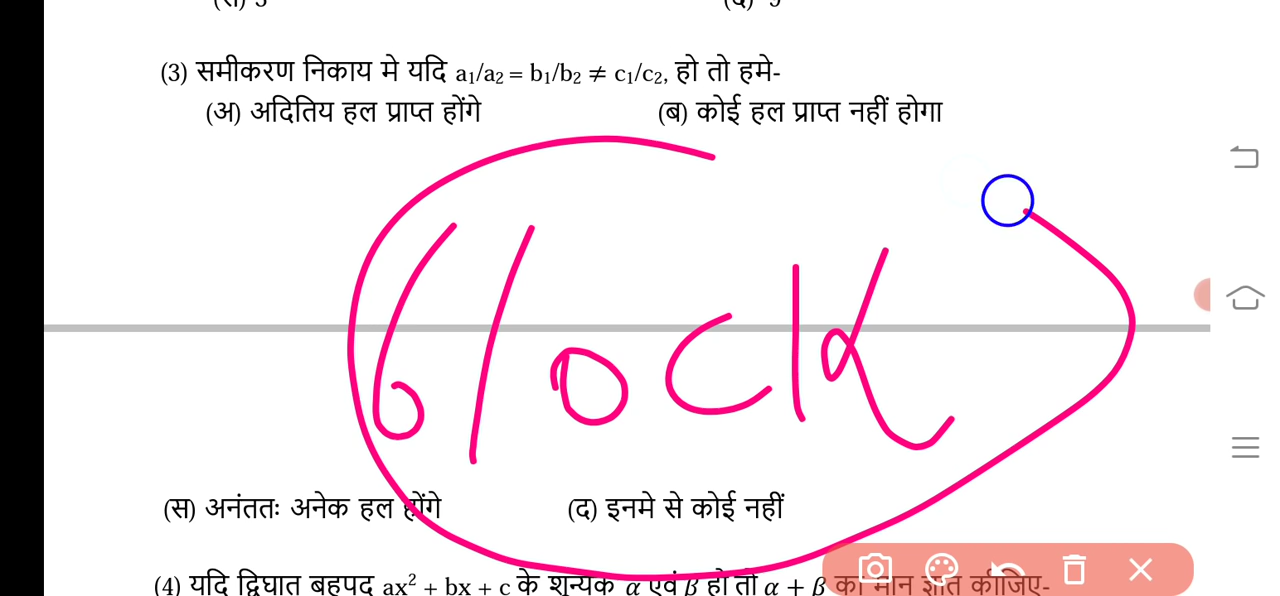 (3) समीकरण निकाय मे यदि a₁/a₂ = b₁/b₂ ≠ c₁/c₂, हो तो हमे-
(अ) अदितिय हल प्राप्त होंगे (ब) कोई हल प्राप्त नहीं होगा
block
(स) अनंततः अनेक हल होंगे (द) इनमे से कोई नहीं
(4) यदि द्विघात बहुपद ax² + bx + c के शून्यक α एवं β हो तो α + β का मान ज्ञात कीजिए-